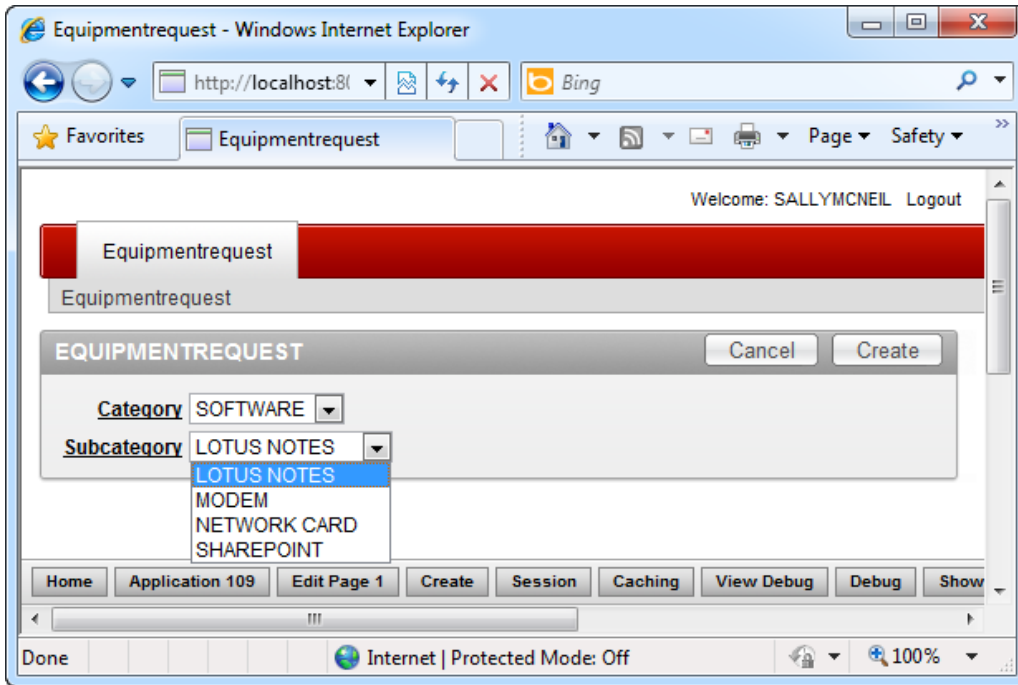 Equipmentrequest - Windows Internet Explorer
http://localhost:8(
Bing
Favorites Equipmentrequest Page Safety »
Welcome: SALLYMCNEIL Logout
Equipmentrequest
Equipmentrequest
EQUIPMENTREQUEST Cancel Create
Category SOFTWARE
Subcategory LOTUS NOTES
LOTUS NOTES
MODEM
NETWORK CARD
SHAREPOINT
Home Application 109 Edit Page 1 Create Session Caching View Debug Debug Show
Done Internet | Protected Mode: Off 100%